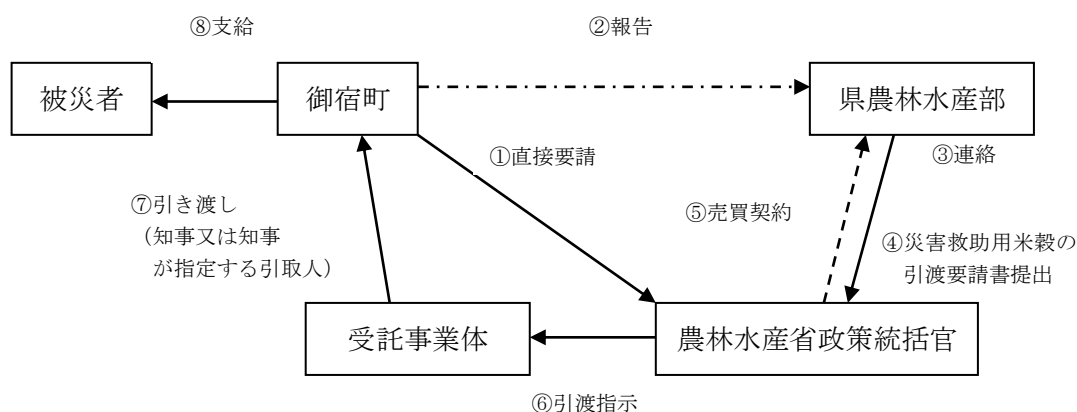 ⑧支給
②報告
被災者
御宿町
県農林水産部
①直接要請
③連絡
⑦引き渡し
（知事又は知事
が指定する引取人）
⑤売買契約
④災害救助用米穀の
引渡要請書提出
受託事業体
農林水産省政策統括官
⑥引渡指示